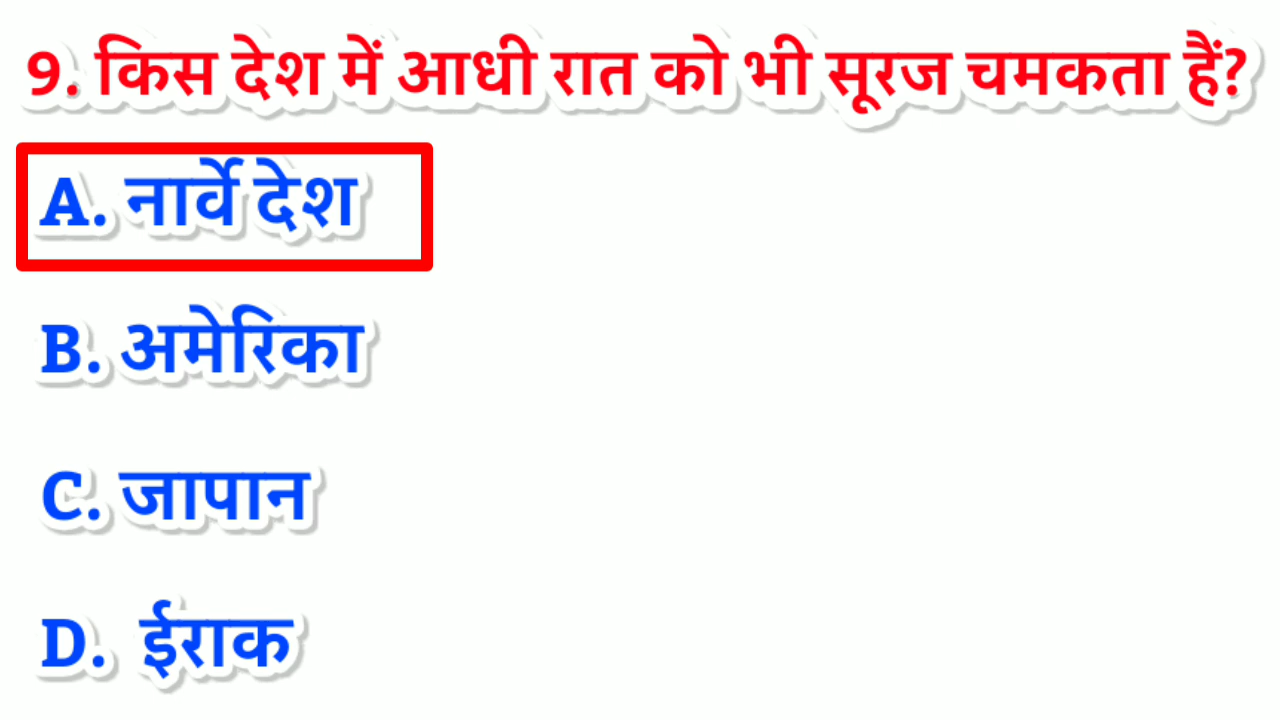 9. किस देश में आधी रात को भी सूरज चमकता हैं?
A. नार्वे देश
B. अमेरिका
C. जापान
D. ईराक